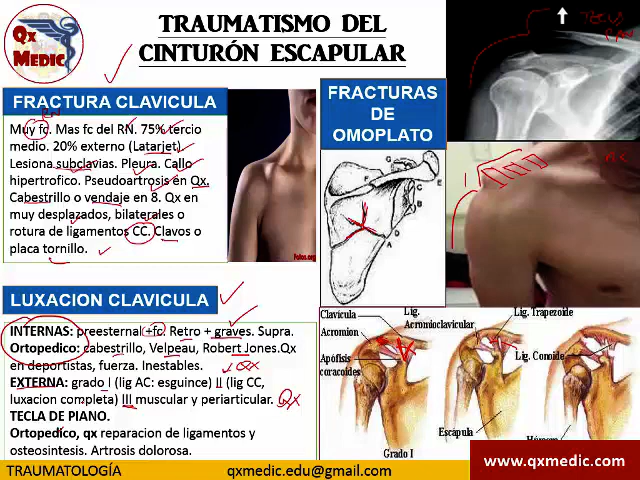 Qx
MEDIC
TRAUMATISMO DEL
CINTURÓN ESCAPULAR
FRACTURA CLAVICULA
RN
Muy fc. Mas fc del RN. 75% tercio
medio. 20% externo (Latarjet)
Lesiona subclavias. Pleura. Callo
hipertrofico. Pseudoartrosis en Qx.
Cabestrillo o vendaje en 8. Qx en
muy desplazados, bilaterales o
rotura de ligamentos CC. Clavos o
placa tornillo.
LUXACION CLAVICULA
INTERNAS: preesternal +fc. Retro + graves. Supra.
Ortopedico: cabestrillo, Velpeau, Robert Jones.Qx
en deportistas, fuerza. Inestables.
QX
EXTERNA: grado I (lig AC: esguince) II (lig CC,
luxacion completa) III muscular y periarticular.
QX
TECLA DE PIANO.
Ortopedico, qx reparacion de ligamentos y
osteosintesis. Artrosis dolorosa.
FRACTURAS
DE
OMOPLATO
C
E
A
Clavícula
Lig.
Acromioclavicular
Lig. Trapezoide
Acromion
Apófisis
coracoides
Lig. Conoide
Grado I
Escápula
TRAUMATOLOGÍA
qxmedic.edu@gmail.com
www.qxmedic.com